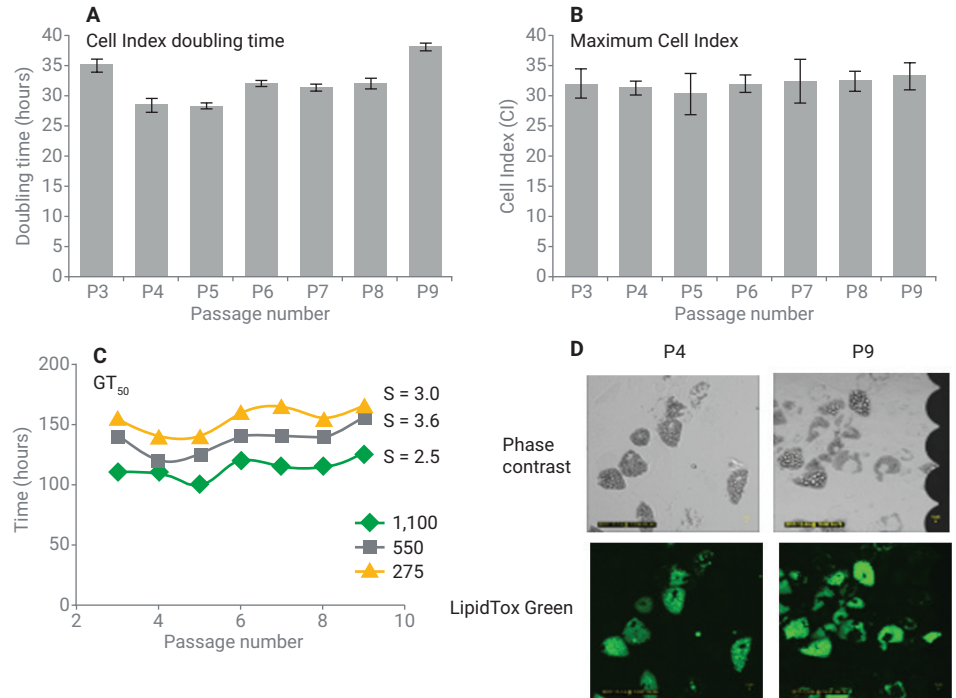 A
Cell Index doubling time
Doubling time (hours)
40
35
30
25
20
15
10
5
0
P3 P4 P5 P6 P7 P8 P9
Passage number
B
Maximum Cell Index
Cell Index (CI)
40
35
30
25
20
15
10
5
0
P3 P4 P5 P6 P7 P8 P9
Passage number
C
GT50
Time (hours)
200
150
100
50
0
S = 3.0
S = 3.6
S = 2.5
1,100
550
275
2 4 6 8 10
Passage number
D
P4 P9
Phase
contrast
LipidTox Green